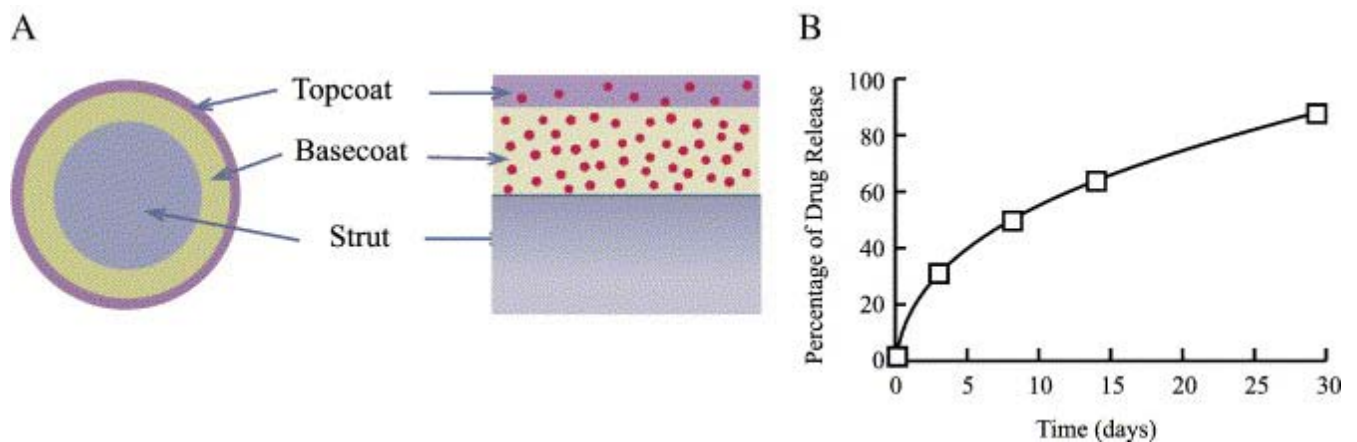 A
Topcoat
Basecoat
Strut
B
Percentage of Drug Release
100
80
60
40
20
0
0 5 10 15 20 25 30
Time (days)